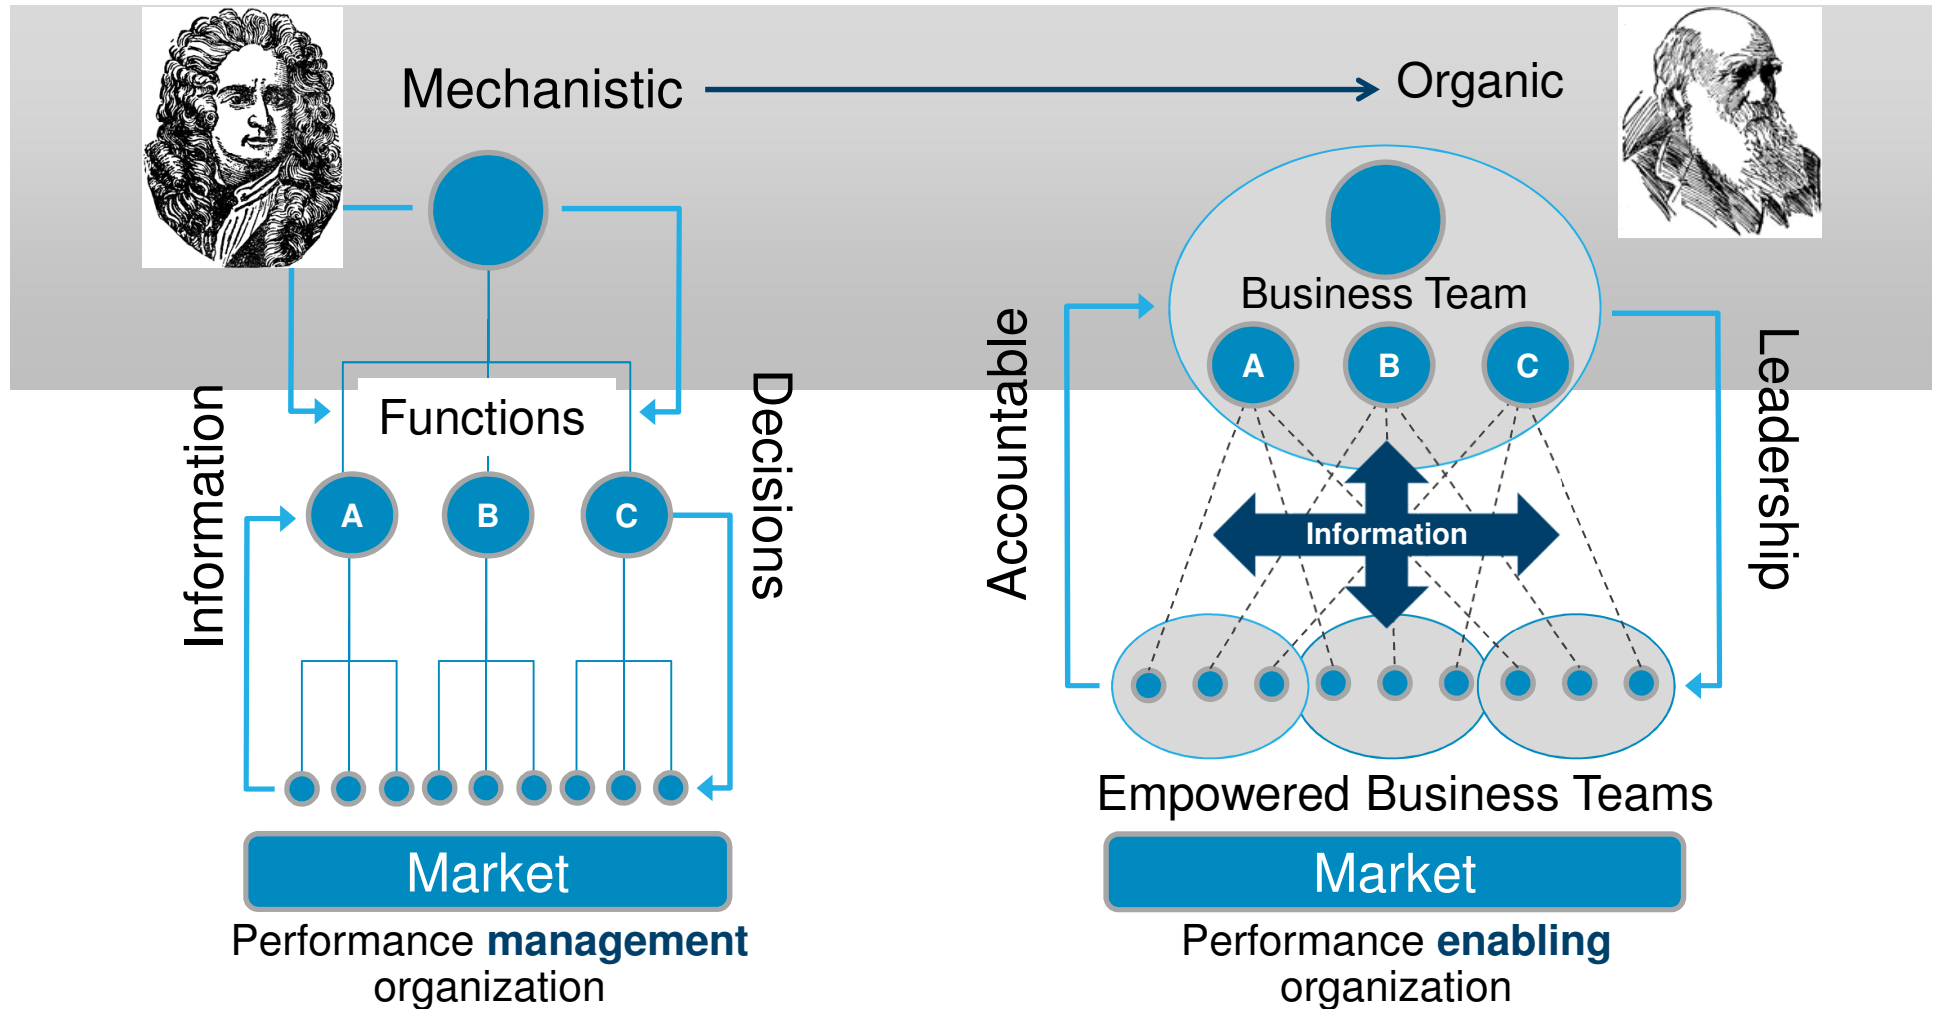 Mechanistic
Organic
Functions
Information
Decisions
A
B
C
Market
Performance management
organization
Business Team
A
B
C
Accountable
Leadership
Information
Empowered Business Teams
Market
Performance enabling
organization